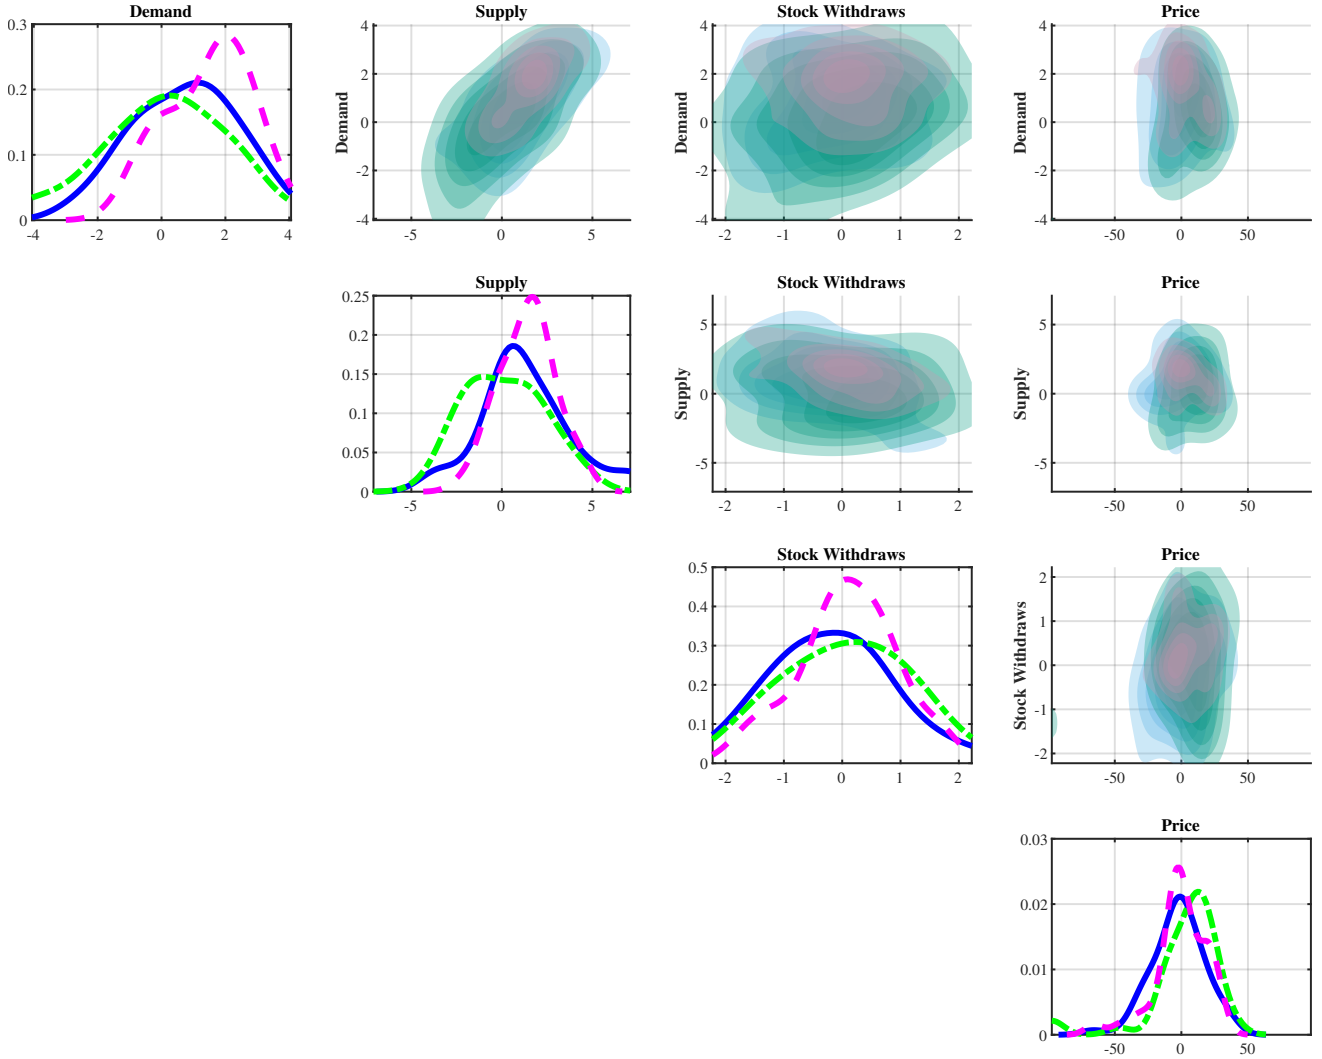 Demand Supply Stock Withdraws Price
0.3 4 4 4
2 2 2
0.2 Demand Demand Demand
0 0 0
0.1
-2 -2 -2
0 -4 -4 -4
-4 -2 0 2 4 -5 0 5 -2 -1 0 1 2 -50 0 50
Supply Stock Withdraws Price
0.25
5 5
0.2
0.15 Supply Supply
0 0
0.1
0.05
-5 -5
0
-5 0 5 -2 -1 0 1 2 -50 0 50
Stock Withdraws Price
0.5
2
0.4
1
0.3 Stock Withdraws
0
0.2
-1
0.1
-2
0
-2 -1 0 1 2 -50 0 50
Price
0.03
0.02
0.01
0
-50 0 50